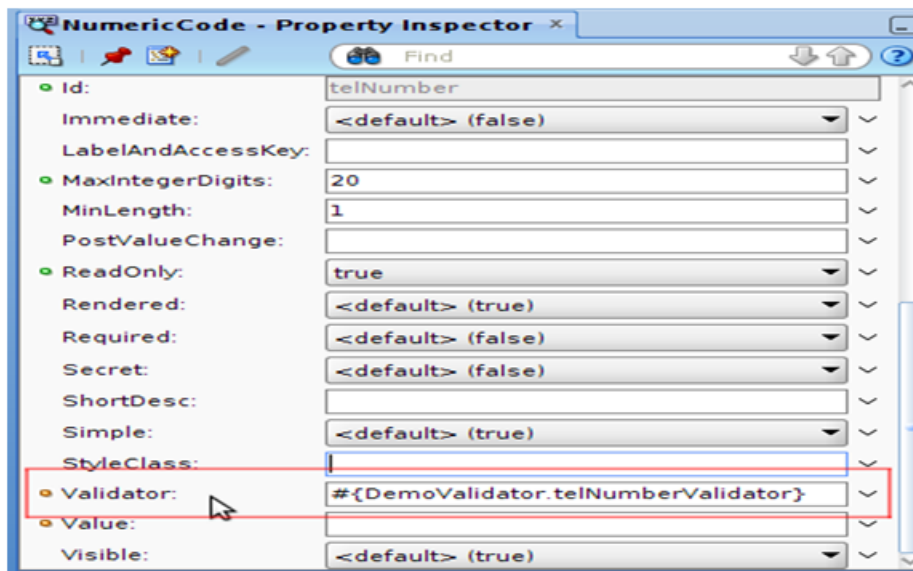 NumericCode - Property Inspector
Find
Id: telNumber
Immediate: <default> (false)
LabelAndAccessKey:
MaxIntegerDigits: 20
MinLength: 1
PostValueChange:
ReadOnly: true
Rendered: <default> (true)
Required: <default> (false)
Secret: <default> (false)
ShortDesc:
Simple: <default> (true)
StyleClass:
Validator: #{DemoValidator.telNumberValidator}
Value:
Visible: <default> (true)